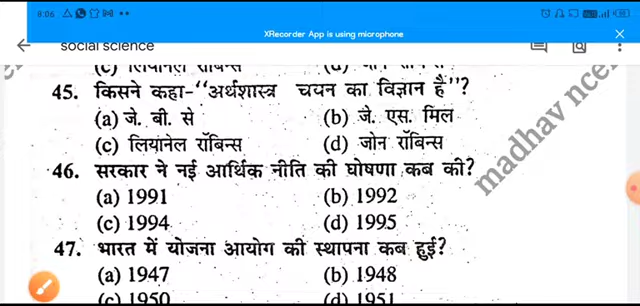 8:06
XRecorder App is using microphone
social science
(c) लियानेल रॉबिन्स
45. किसने कहा-“अर्थशास्त्र चयन का विज्ञान है”?
(a) जे. बी. से (b) जे. एस. मिल
(c) लियानेल रॉबिन्स (d) जोन रॉबिन्स
46. सरकार ने नई आर्थिक नीति की घोषणा कब की?
(a) 1991 (b) 1992
(c) 1994 (d) 1995
47. भारत में योजना आयोग की स्थापना कब हुई?
(a) 1947 (b) 1948
(c) 1950 (d) 1951
madhav nce